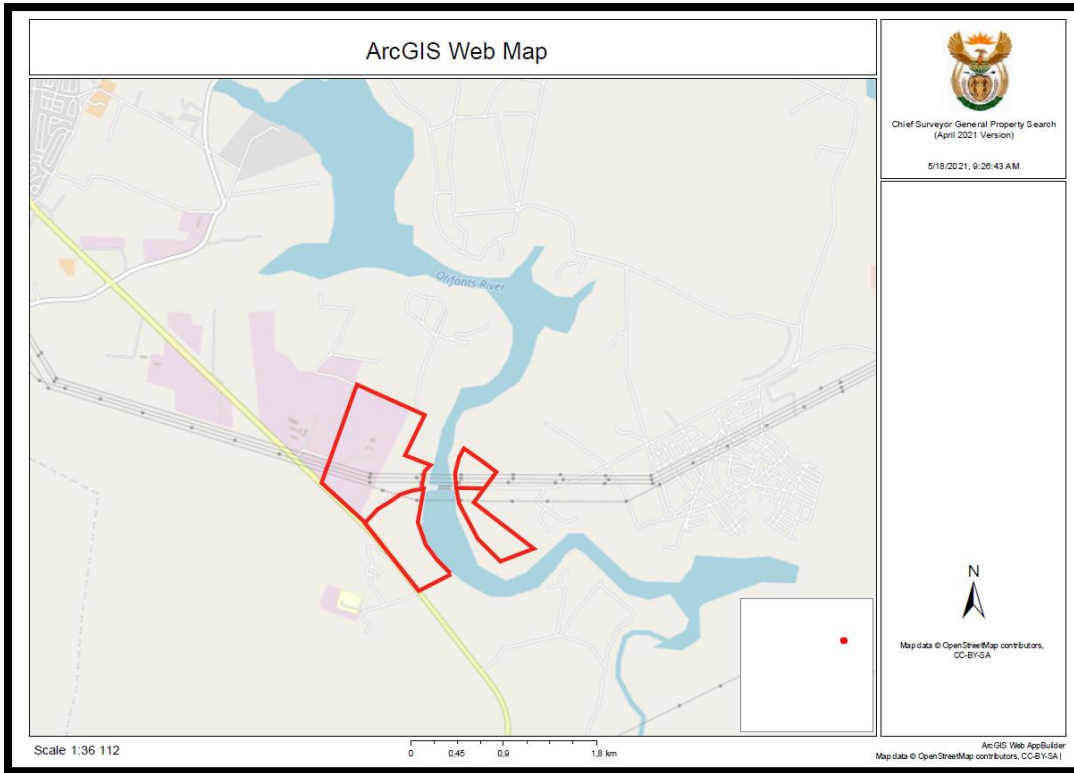 ArcGIS Web Map
Chief Surveyor General Property Search
(April 2021 Version)
5/18/2021, 9:26:43 AM
Olifants River
N
Map data © OpenStreetMap contributors,
CC-BY-SA
Scale 1:36 112
0 0,45 0,9 1,8 km
ArcGIS Web AppBuilder
Map data © OpenStreetMap contributors, CC-BY-SA |